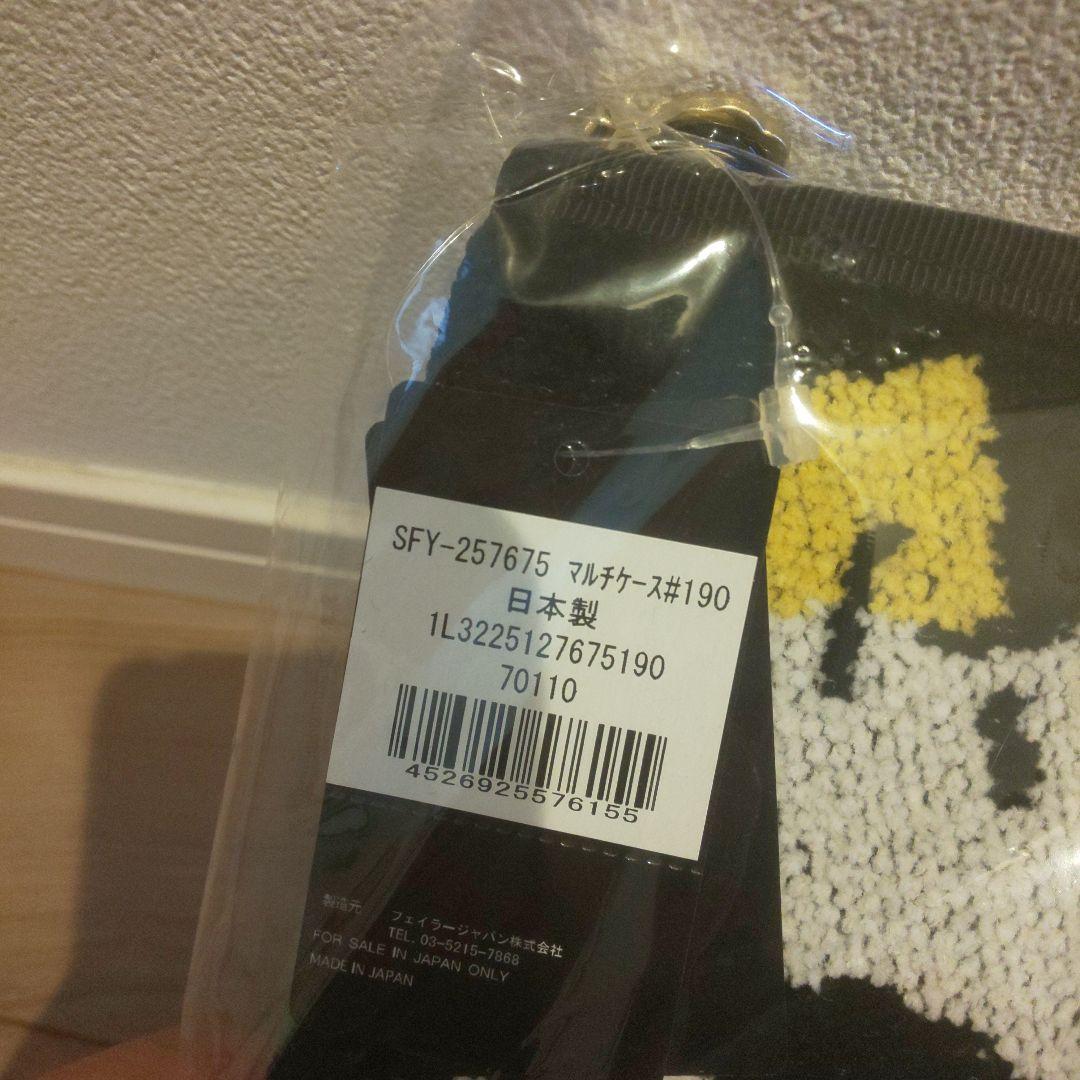 SFY-257675 マルチケース#190
日本製
1L3225127675190
70110
4526925576155
製造元 フェイラージャパン株式会社
TEL. 03-5215-7868
FOR SALE IN JAPAN ONLY
MADE IN JAPAN